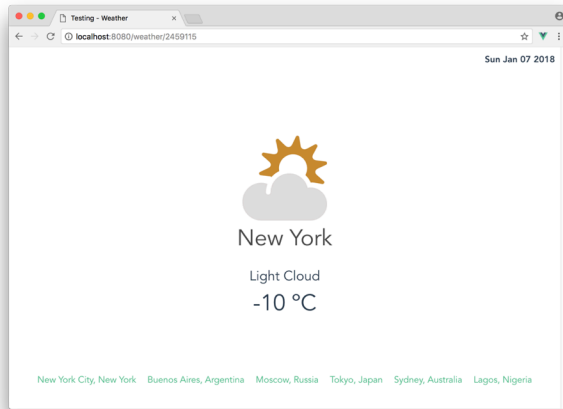 Testing - Weather
localhost:8080/weather/2459115
Sun Jan 07 2018
New York
Light Cloud
-10 ºC
New York City, New York Buenos Aires, Argentina Moscow, Russia Tokyo, Japan Sydney, Australia Lagos, Nigeria